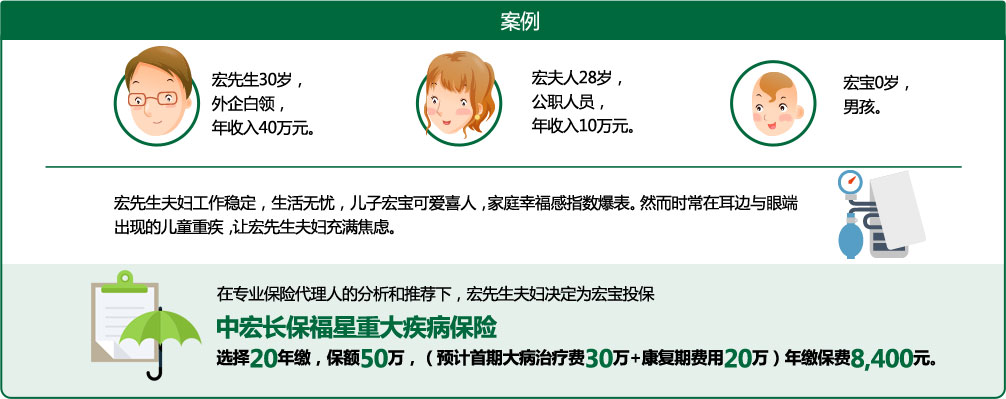 案例
宏先生30岁，
外企白领，
年收入40万元。
宏夫人28岁，
公职人员，
年收入10万元。
宏宝0岁，
男孩。
宏先生夫妇工作稳定，生活无忧，儿子宏宝可爱喜人，家庭幸福感指数爆表。然而时常在耳边与眼端
出现的儿童重疾，让宏先生夫妇充满焦虑。
在专业保险代理人的分析和推荐下，宏先生夫妇决定为宏宝投保
中宏长保福星重大疾病保险
选择20年缴，保额50万，（预计首期大病治疗费30万+康复期费用20万）年缴保费8,400元。